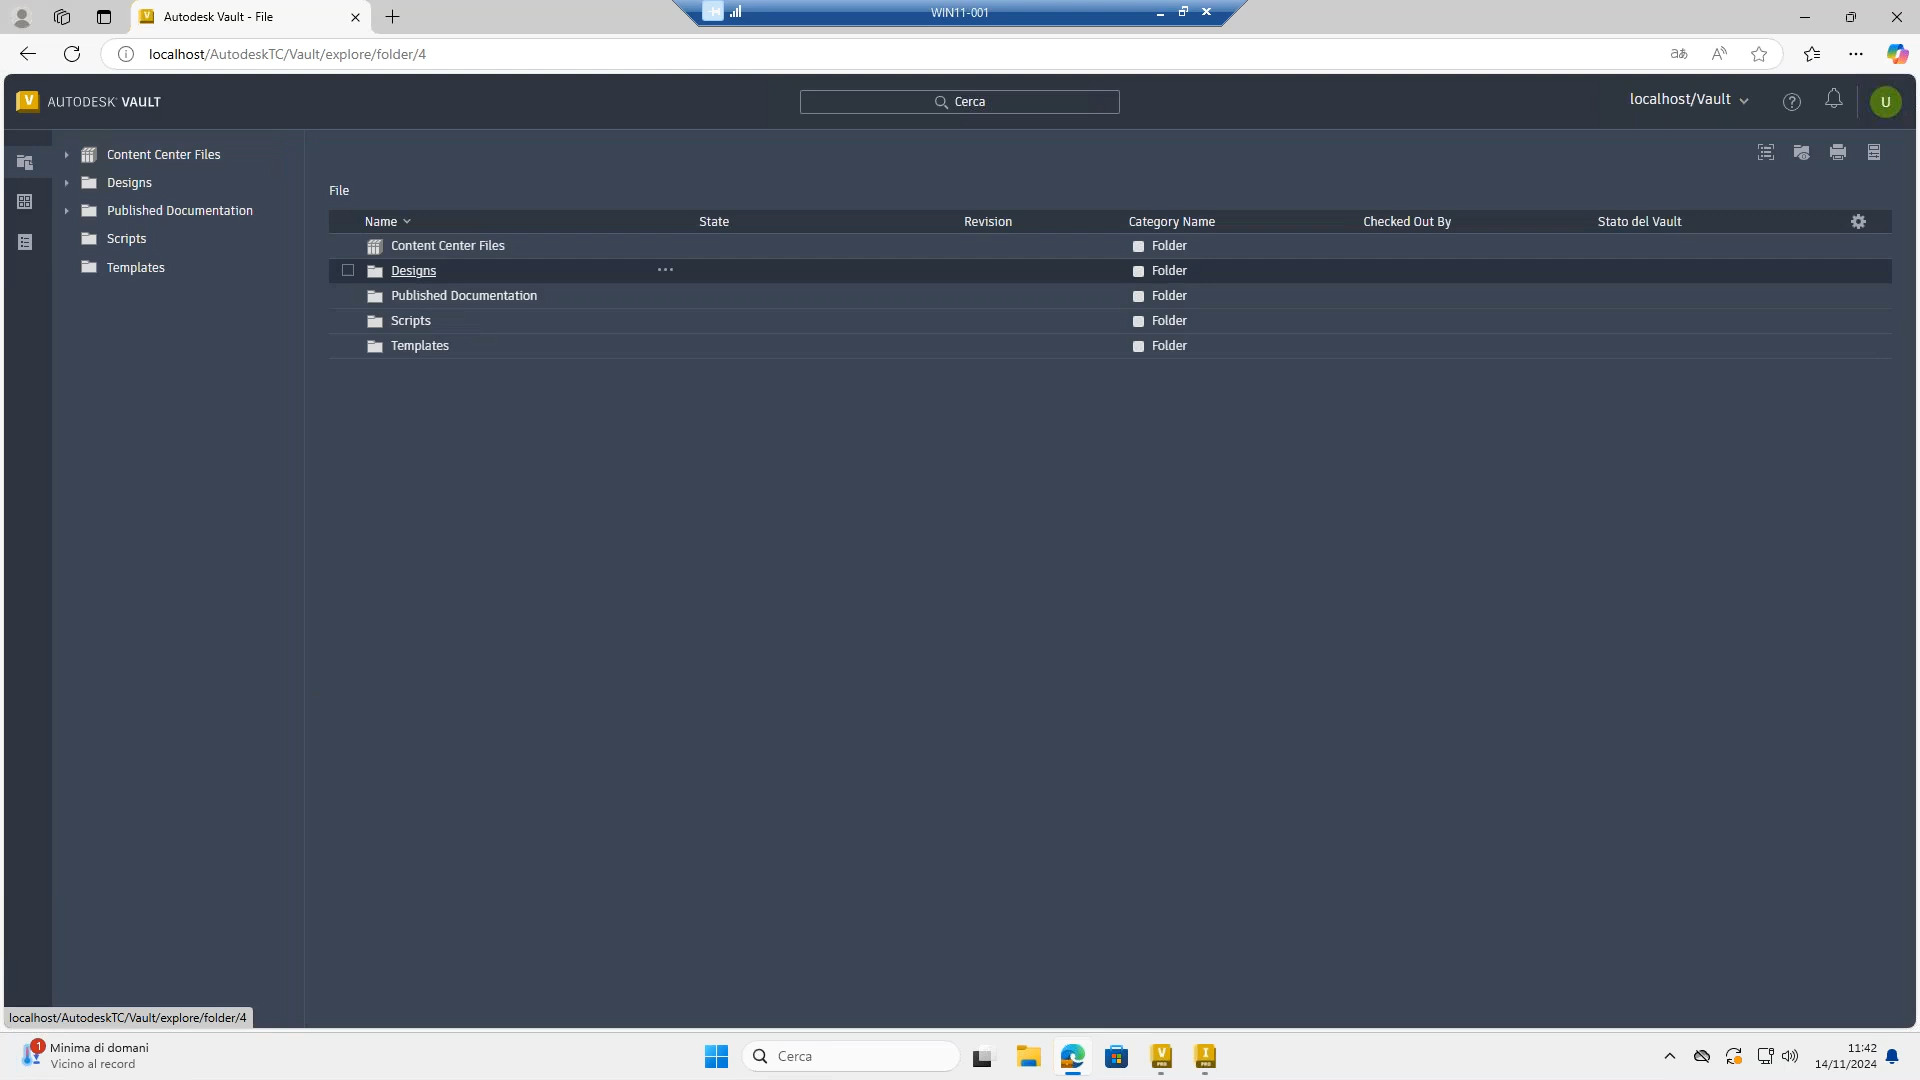 Autodesk Vault - File
WIN11-001
localhost/AutodeskTC/Vault/explore/folder/4
V AUTODESK VAULT
Cerca
localhost/Vault
U
Content Center Files
Designs
Published Documentation
Scripts
Templates
File
Name State Revision Category Name Checked Out By Stato del Vault
Content Center Files Folder
Designs Folder
Published Documentation Folder
Scripts Folder
Templates Folder
localhost/AutodeskTC/Vault/explore/folder/4
1
Minima di domani
Vicino al record
Cerca
11:42
14/11/2024